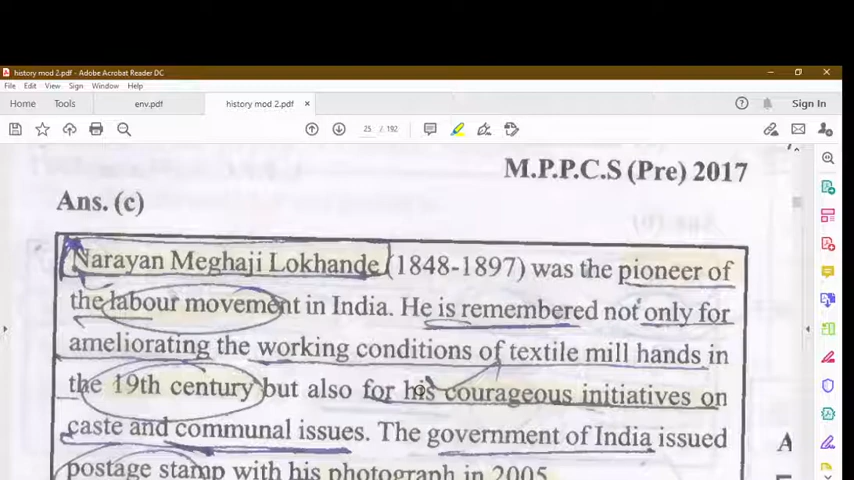 history mod 2.pdf - Adobe Acrobat Reader DC
File Edit View Sign Window Help
Home Tools env.pdf history mod 2.pdf × Sign In
25 / 192
M.P.P.C.S (Pre) 2017
Ans. (c)
Narayan Meghaji Lokhande (1848-1897) was the pioneer of
the labour movement in India. He is remembered not only for
ameliorating the working conditions of textile mill hands in
the 19th century but also for his courageous initiatives on
caste and communal issues. The government of India issued
postage stamp with his photograph in 2005.
A